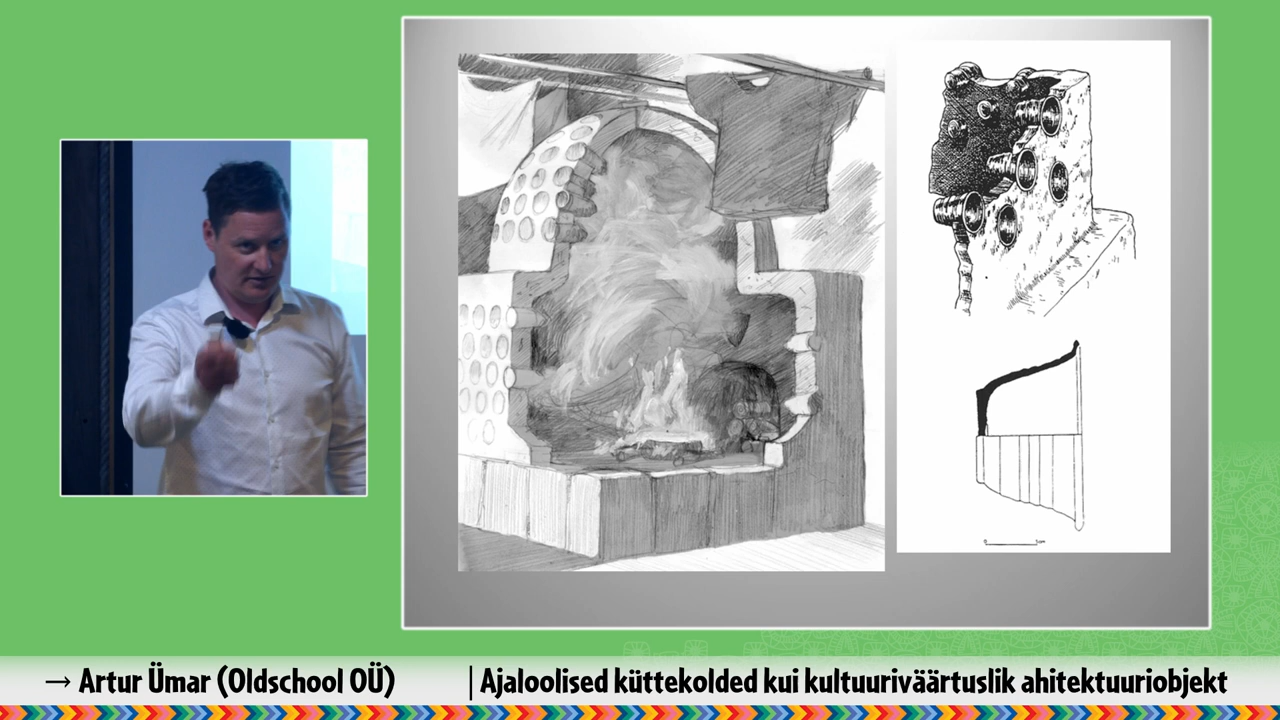 → Artur Ümar (Oldschool OÜ) | Ajaloolised küttekolded kui kultuuriväärtuslik ahitektuuriobjekt